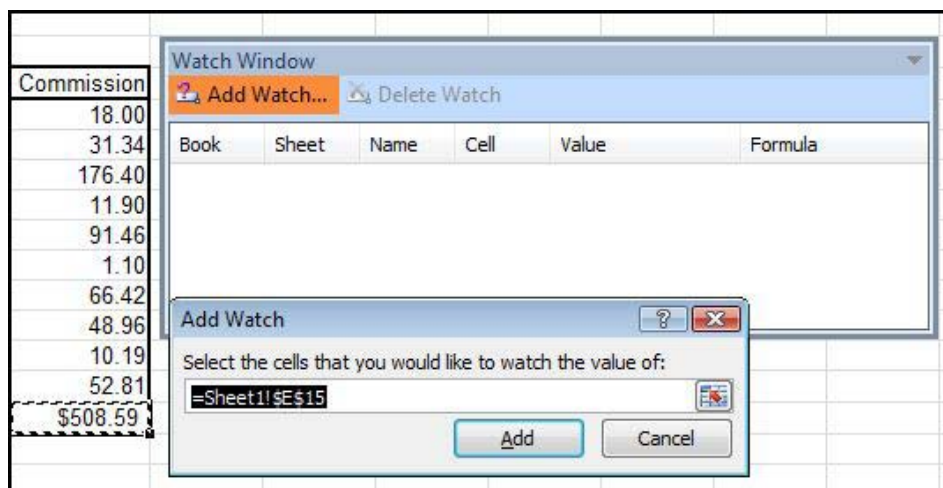 Commission
18.00
31.34
176.40
11.90
91.46
1.10
66.42
48.96
10.19
52.81
$508.59
Watch Window
Add Watch... Delete Watch
Book Sheet Name Cell Value Formula
Add Watch
Select the cells that you would like to watch the value of:
=Sheet1!$E$15
Add Cancel